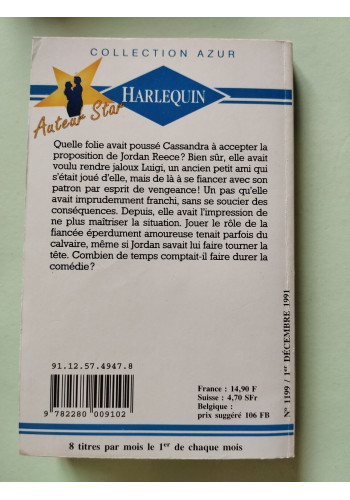 COLLECTION AZUR
HARLEQUIN
Auteur Star
Quelle folie avait poussé Cassandra à accepter la
proposition de Jordan Reece? Bien sûr, elle avait
voulu rendre jaloux Luigi, un ancien petit ami qui
s'était joué d'elle, mais de là à se fiancer avec son
patron par esprit de vengeance! Un pas qu'elle
avait imprudemment franchi, sans se soucier des
conséquences. Depuis, elle avait l'impression de
ne plus maîtriser la situation. Jouer le rôle de la
fiancée éperdument amoureuse tenait parfois du
calvaire, même si Jordan savait lui faire tourner la
tête. Combien de temps comptait-il faire durer la
comédie?
91.12.57.4947.8
9 782280 009102
France : 14,90 F
Suisse : 4,70 SFr
Belgique :
prix suggéré 106 FB
8 titres par mois le 1er de chaque mois
N° 1199 / 1er DÉCEMBRE 1991